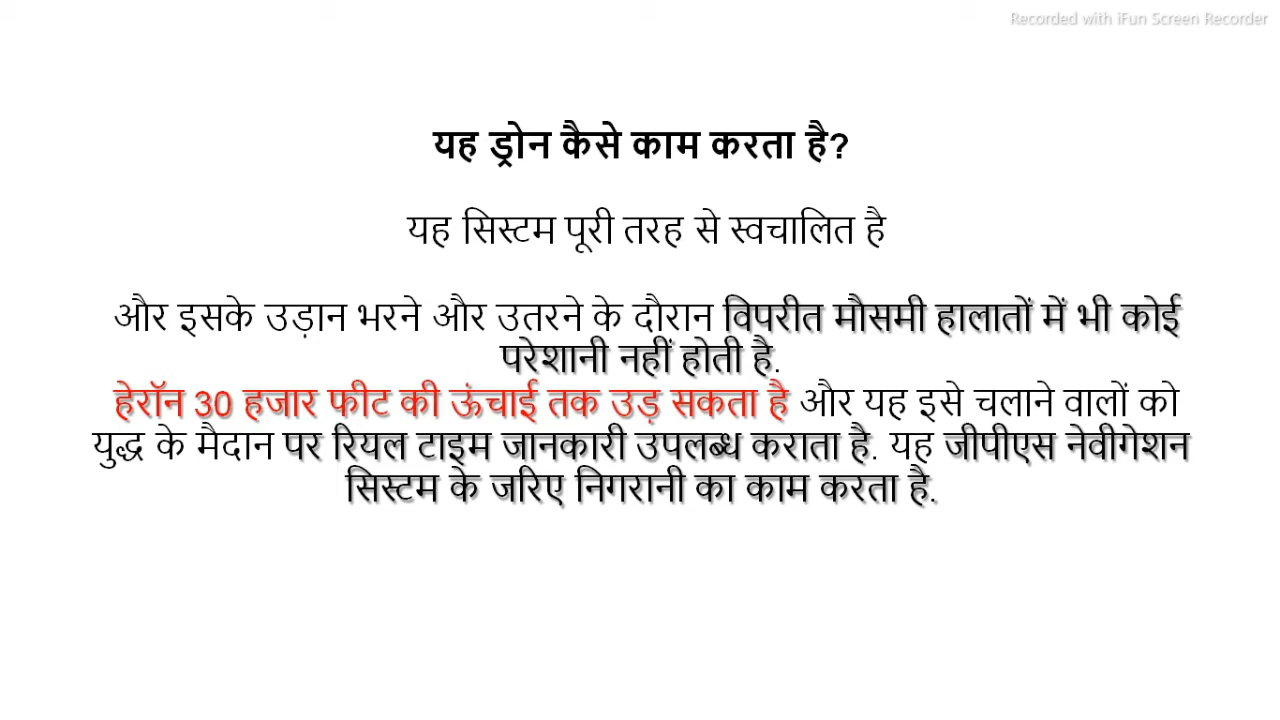 Recorded with iFun Screen Recorder
यह ड्रोन कैसे काम करता है?
यह सिस्टम पूरी तरह से स्वचालित है
और इसके उड़ान भरने और उतरने के दौरान विपरीत मौसमी हालातों में भी कोई
परेशानी नहीं होती है.
हेरॉन 30 हजार फीट की ऊंचाई तक उड़ सकता है और यह इसे चलाने वालों को
युद्ध के मैदान पर रियल टाइम जानकारी उपलब्ध कराता है. यह जीपीएस नेवीगेशन
सिस्टम के जरिए निगरानी का काम करता है.